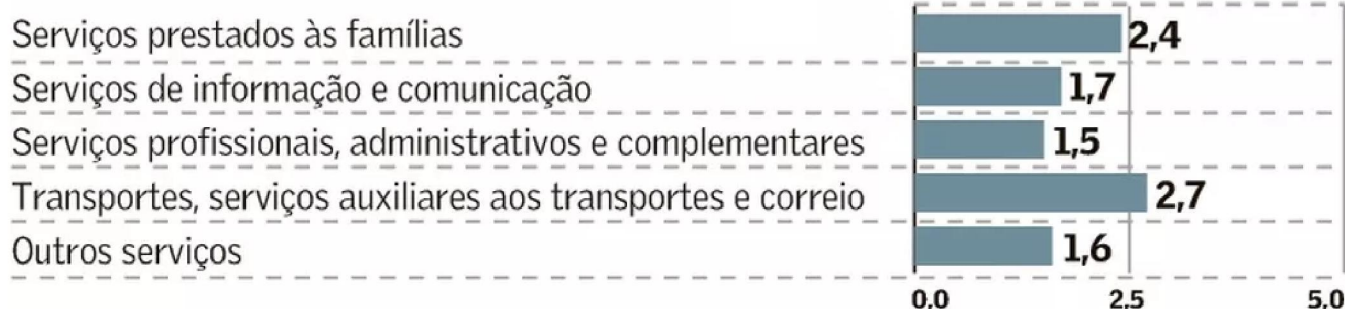 Serviços prestados às famílias 2,4
Serviços de informação e comunicação 1,7
Serviços profissionais, administrativos e complementares 1,5
Transportes, serviços auxiliares aos transportes e correio 2,7
Outros serviços 1,6
0,0 2,5 5,0